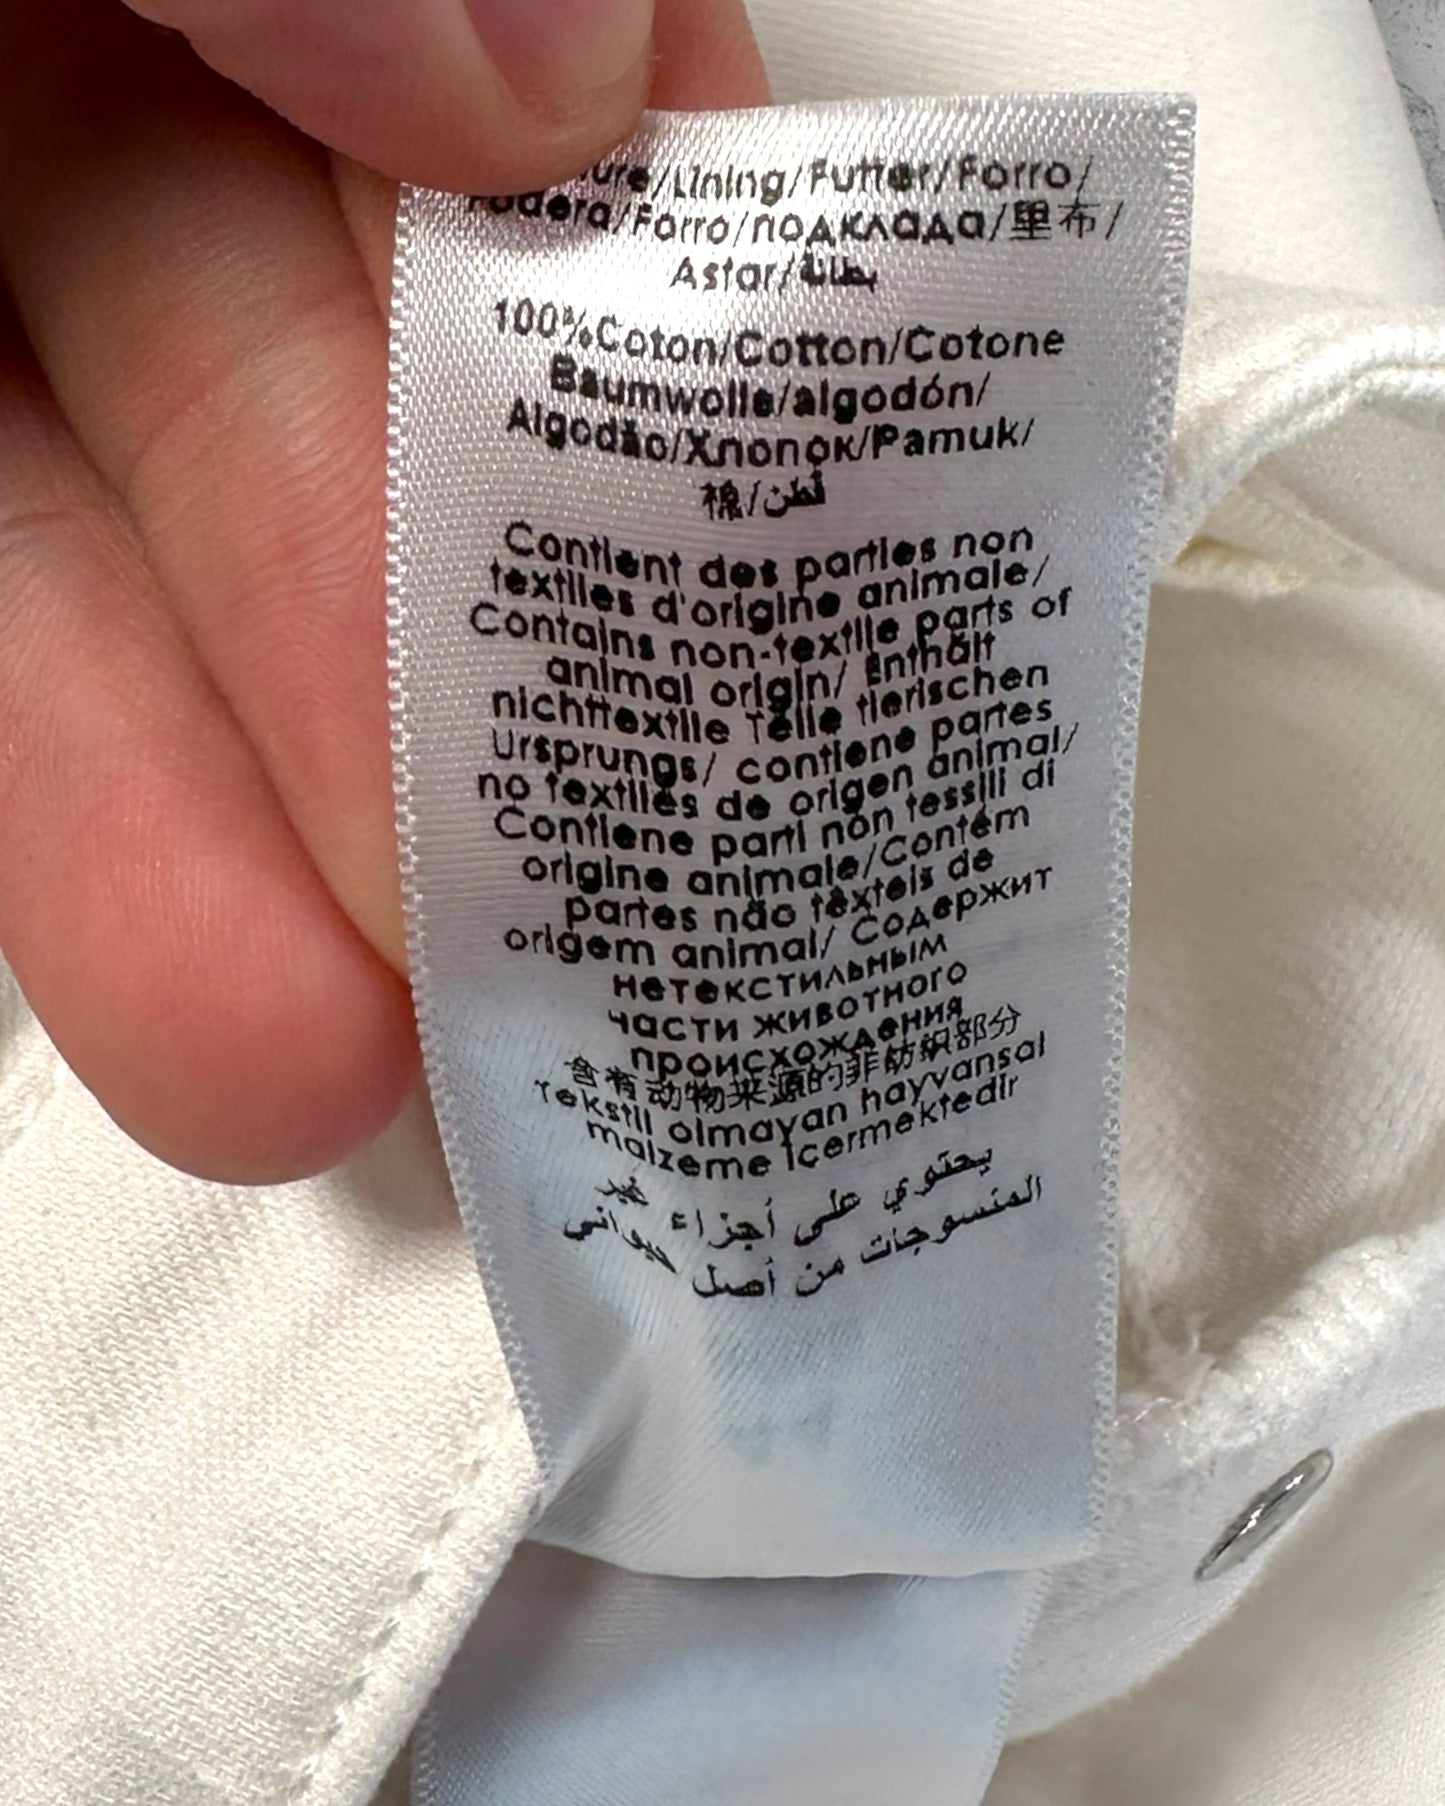 /Lining/Futter/Forro/
Fodera/Forro/подклада/里布/
Astar/بطانة
100%Coton/Cotton/Cotone
Baumwolle/algodón/
Algodão/Хлопок/Pamuk/
棉/قطن
Contient des parties non
textiles d'origine animale/
Contains non-textile parts of
animal origin/ Enthält
nichttextile Teile tierischen
Ursprungs/ contiene partes
no textiles de origen animal/
Contiene parti non tessili di
origine animale/Contém
partes não têxteis de
origem animal/ Содержит
нетекстильным
части животного
происхождения
含有动物来源的非纺织部分
Tekstil olmayan hayvansal
malzeme içermektedir
يحتوي على أجزاء غير
المنسوجات من أصل حيواني